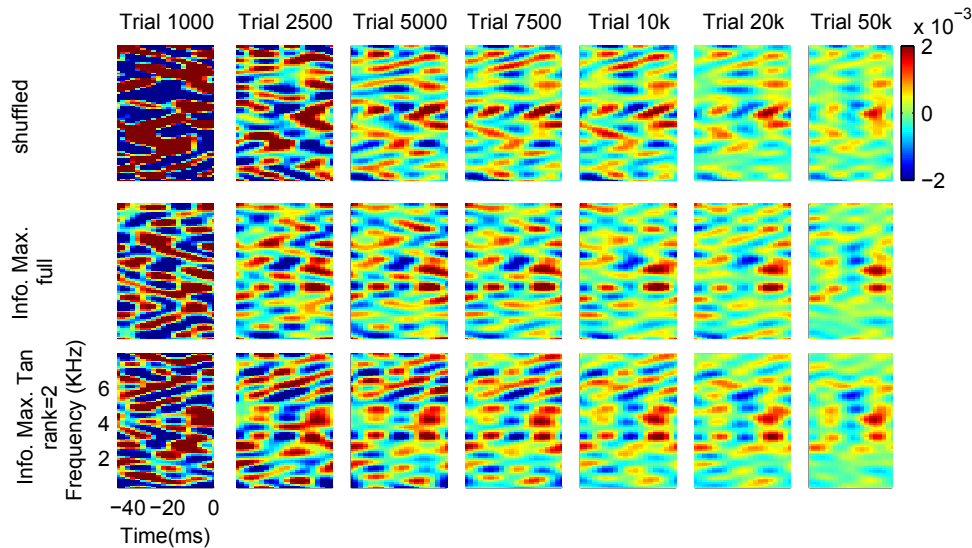 Trial 1000 Trial 2500 Trial 5000 Trial 7500 Trial 10k Trial 20k Trial 50k
x 10−3
2
0
−2
shuffled
Info. Max.
full
Info. Max. Tan
rank=2
Frequency (KHz)
6
4
2
−40 −20 0
Time(ms)